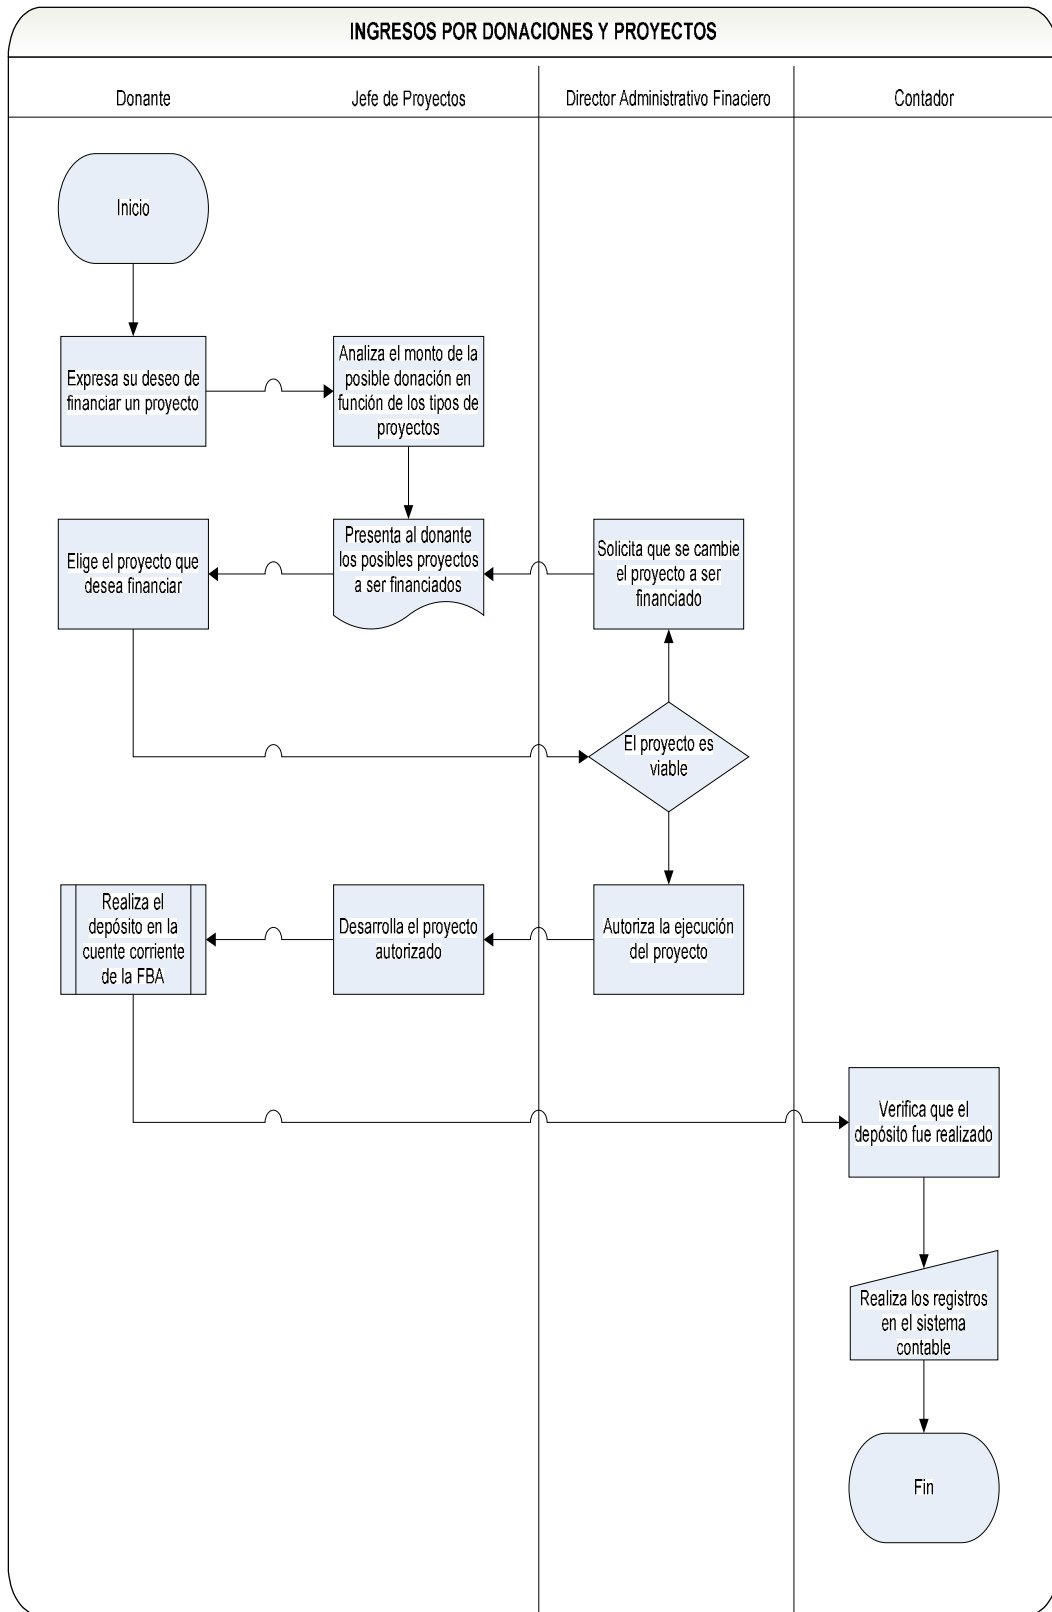 INGRESOS POR DONACIONES Y PROYECTOS
Donante
Jefe de Proyectos
Director Administrativo Finaciero
Contador
Inicio
Expresa su deseo de
financiar un proyecto
Analiza el monto de la
posible donación en
función de los tipos de
proyectos
Elige el proyecto que
desea financiar
Presenta al donante
los posibles proyectos
a ser financiados
Solicita que se cambie
el proyecto a ser
financiado
El proyecto es
viable
Realiza el
depósito en la
cuente corriente
de la FBA
Desarrolla el proyecto
autorizado
Autoriza la ejecución
del proyecto
Verifica que el
depósito fue realizado
Realiza los registros
en el sistema
contable
Fin